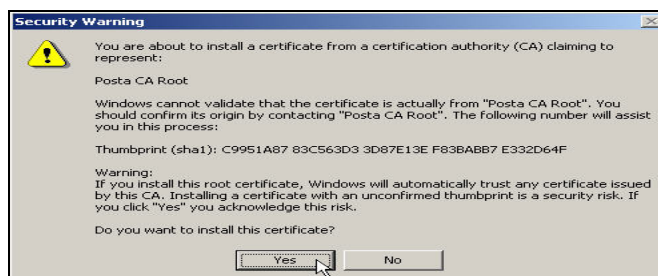 Security Warning
You are about to install a certificate from a certification authority (CA) claiming to
represent:
Posta CA Root
Windows cannot validate that the certificate is actually from "Posta CA Root". You
should confirm its origin by contacting "Posta CA Root". The following number will assist
you in this process:
Thumbprint (sha1): C9951A87 83C563D3 3D87E13E F83BABB7 E332D64F
Warning:
If you install this root certificate, Windows will automatically trust any certificate issued
by this CA. Installing a certificate with an unconfirmed thumbprint is a security risk. If
you click "Yes" you acknowledge this risk.
Do you want to install this certificate?
Yes No